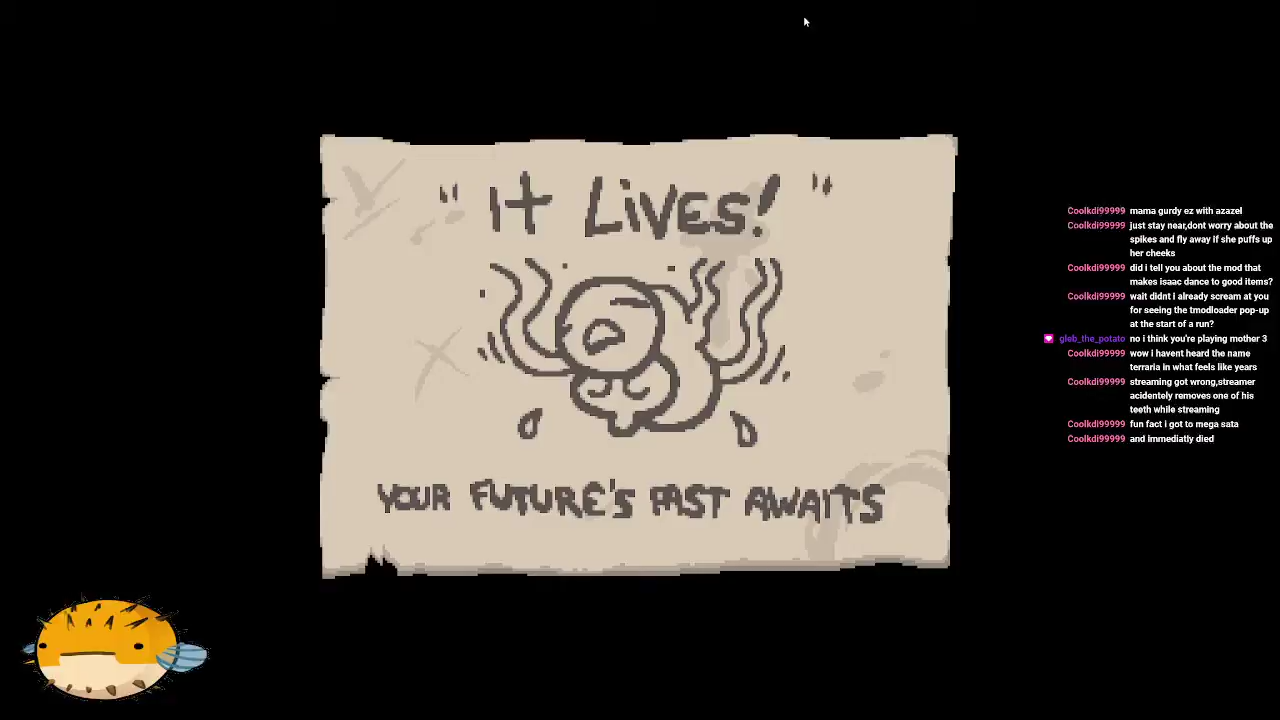 " IT LIVES! "
YOUR FUTURE'S PAST AWAITS
Coolkdi99999 mama gurdy ez with azazel
Coolkdi99999 just stay near,dont worry about the
spikes and fly away if she puffs up
her cheeks
Coolkdi99999 did i tell you about the mod that
makes isaac dance to good items?
Coolkdi99999 wait didnt i already scream at you
for seeing the tmodloader pop-up
at the start of a run?
gleb_the_potato no i think you're playing mother 3
Coolkdi99999 wow i havent heard the name
terraria in what feels like years
Coolkdi99999 streaming got wrong,streamer
acidentely removes one of his
teeth while streaming
Coolkdi99999 fun fact i got to mega sata
Coolkdi99999 and immediatly died